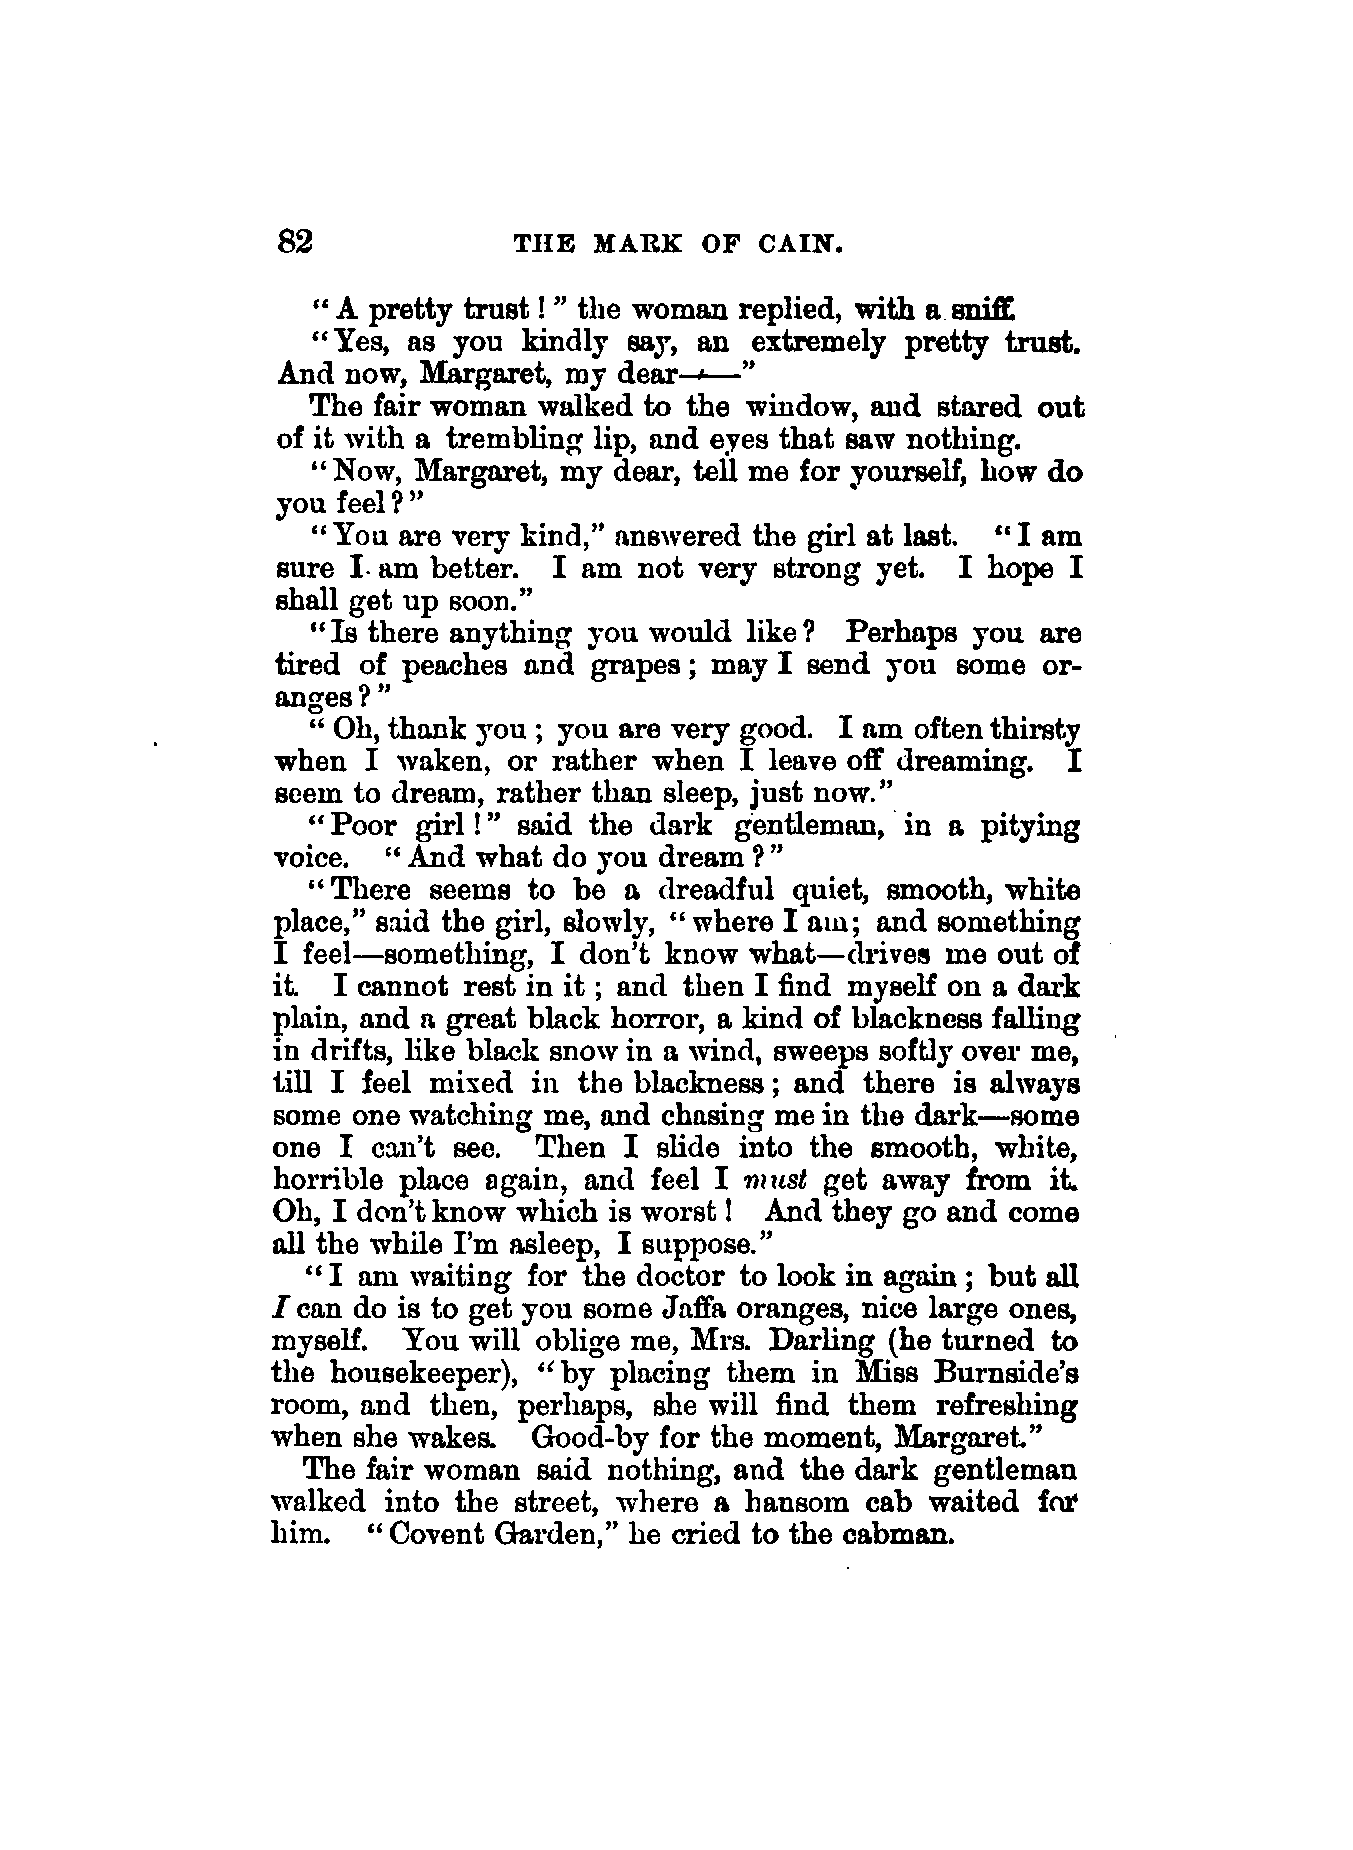 82 THE MARK OF CAIN.
“A pretty trust!” the woman replied, with a sniff.
“Yes, as you kindly say, an extremely pretty trust.
And now, Margaret, my dear——”
The fair woman walked to the window, and stared out
of it with a trembling lip, and eyes that saw nothing.
“Now, Margaret, my dear, tell me for yourself, how do
you feel?”
“You are very kind,” answered the girl at last. “I am
sure I am better. I am not very strong yet. I hope I
shall get up soon.”
“Is there anything you would like? Perhaps you are
tired of peaches and grapes; may I send you some or-
anges?”
“Oh, thank you; you are very good. I am often thirsty
when I waken, or rather when I leave off dreaming. I
seem to dream, rather than sleep, just now.”
“Poor girl!” said the dark gentleman, in a pitying
voice. “And what do you dream?”
“There seems to be a dreadful quiet, smooth, white
place,” said the girl, slowly, “where I am; and something
I feel—something, I don’t know what—drives me out of
it. I cannot rest in it; and then I find myself on a dark
plain, and a great black horror, a kind of blackness falling
in drifts, like black snow in a wind, sweeps softly over me,
till I feel mixed in the blackness; and there is always
some one watching me, and chasing me in the dark—some
one I can’t see. Then I slide into the smooth, white,
horrible place again, and feel I must get away from it.
Oh, I don’t know which is worst! And they go and come
all the while I’m asleep, I suppose.”
“I am waiting for the doctor to look in again; but all
I can do is to get you some Jaffa oranges, nice large ones,
myself. You will oblige me, Mrs. Darling (he turned to
the housekeeper), “by placing them in Miss Burnside’s
room, and then, perhaps, she will find them refreshing
when she wakes. Good-by for the moment, Margaret.”
The fair woman said nothing, and the dark gentleman
walked into the street, where a hansom cab waited for
him. “Covent Garden,” he cried to the cabman.